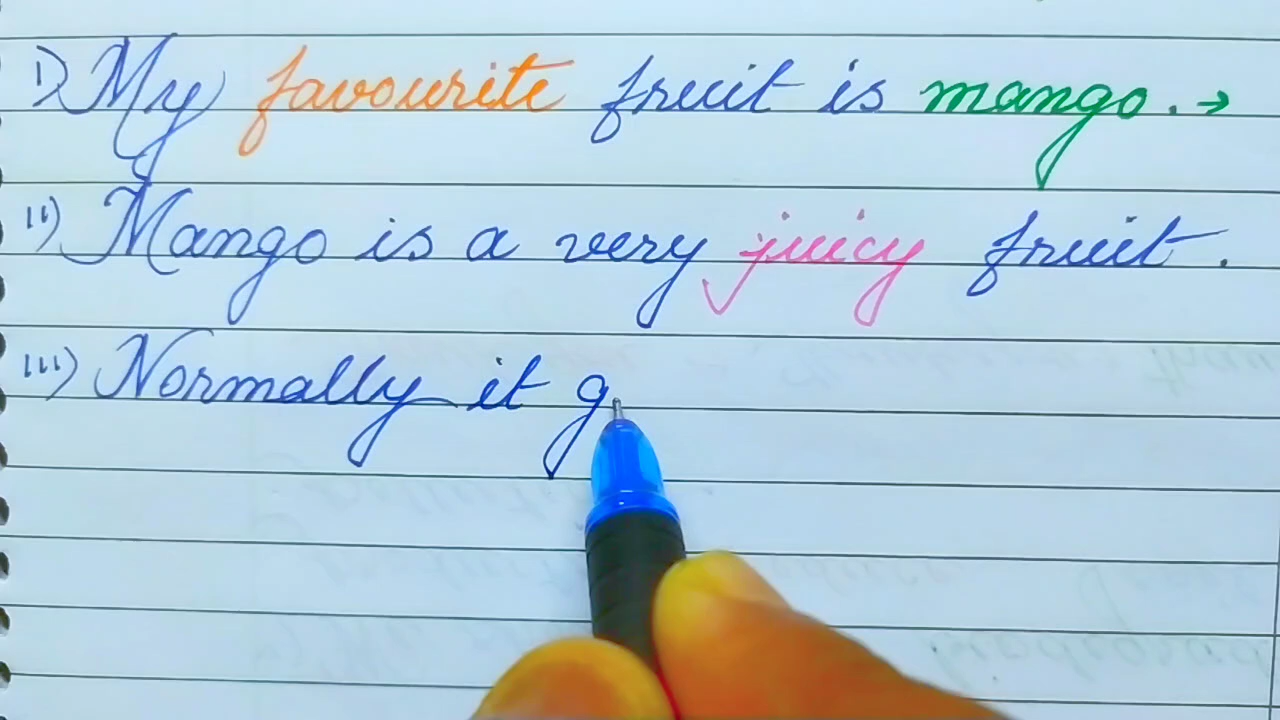 i) My favourite fruit is mango. →
ii) Mango is a very juicy fruit.
iii) Normally it g